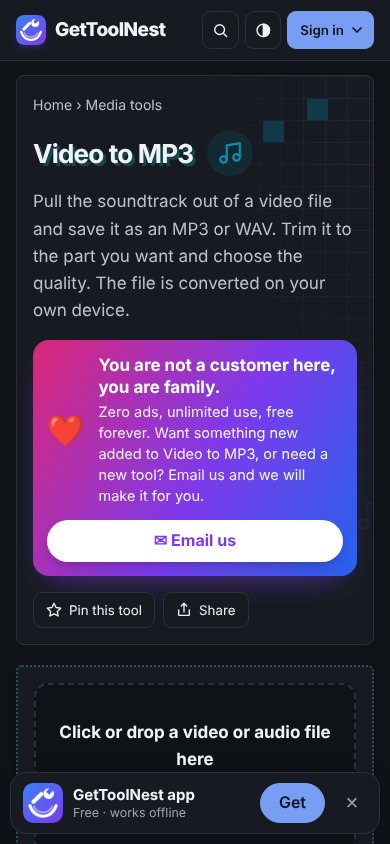 GetToolNest
Sign in
Home › Media tools
Video to MP3
Pull the soundtrack out of a video file
and save it as an MP3 or WAV. Trim it to
the part you want and choose the
quality. The file is converted on your
own device.
You are not a customer here,
you are family.
Zero ads, unlimited use, free
forever. Want something new
added to Video to MP3, or need a
new tool? Email us and we will
make it for you.
✉ Email us
Pin this tool
Share
Click or drop a video or audio file
here
GetToolNest app
Free · works offline
Get